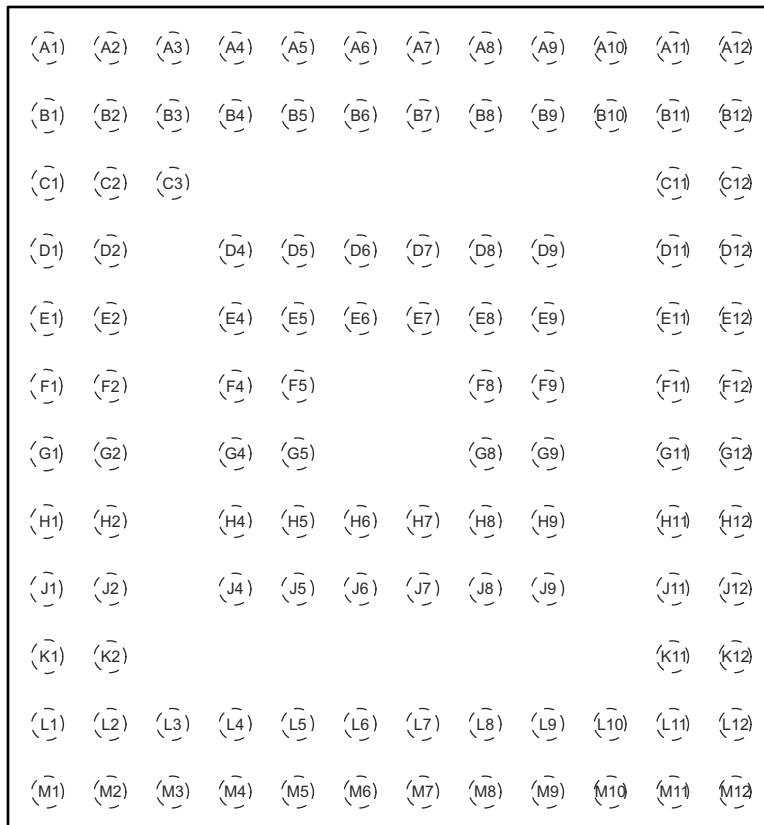 A1 A2 A3 A4 A5 A6 A7 A8 A9 A10 A11 A12
B1 B2 B3 B4 B5 B6 B7 B8 B9 B10 B11 B12
C1 C2 C3 C11 C12
D1 D2 D4 D5 D6 D7 D8 D9 D11 D12
E1 E2 E4 E5 E6 E7 E8 E9 E11 E12
F1 F2 F4 F5 F8 F9 F11 F12
G1 G2 G4 G5 G8 G9 G11 G12
H1 H2 H4 H5 H6 H7 H8 H9 H11 H12
J1 J2 J4 J5 J6 J7 J8 J9 J11 J12
K1 K2 K11 K12
L1 L2 L3 L4 L5 L6 L7 L8 L9 L10 L11 L12
M1 M2 M3 M4 M5 M6 M7 M8 M9 M10 M11 M12